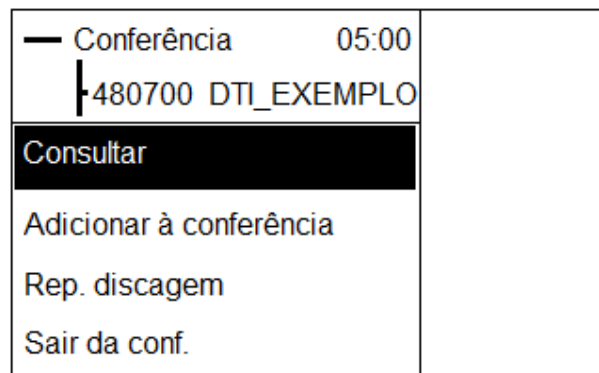 Conferência 05:00
480700 DTI_EXEMPLO
Consultar
Adicionar à conferência
Rep. discagem
Sair da conf.